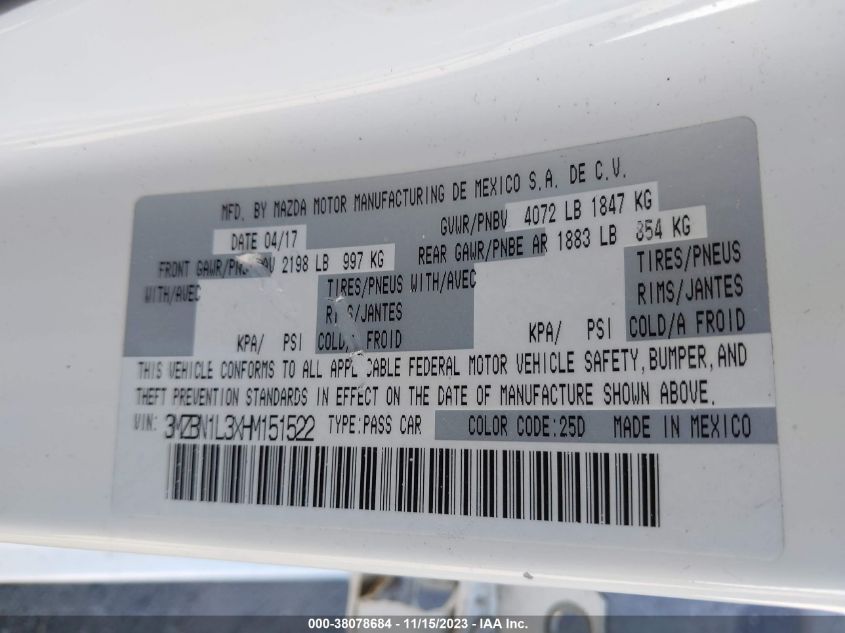 MFD. BY MAZDA MOTOR MANUFACTURING DE MEXICO S.A. DE C.V.
DATE 04/17 GVWR/PNBV 4072 LB 1847 KG
FRONT GAWR/PNBE AV 2198 LB 997 KG REAR GAWR/PNBE AR 1883 LB 854 KG
WITH/AVEC TIRES/PNEUS WITH/AVEC TIRES/PNEUS
RIMS/JANTES RIMS/JANTES
KPA/ PSI COLD/A FROID KPA/ PSI COLD/A FROID
THIS VEHICLE CONFORMS TO ALL APPLICABLE FEDERAL MOTOR VEHICLE SAFETY, BUMPER, AND
THEFT PREVENTION STANDARDS IN EFFECT ON THE DATE OF MANUFACTURE SHOWN ABOVE.
VIN: 3MZBN1L3XHM151522 TYPE:PASS CAR COLOR CODE:25D MADE IN MEXICO
000-38078684 - 11/15/2023 - IAA Inc.